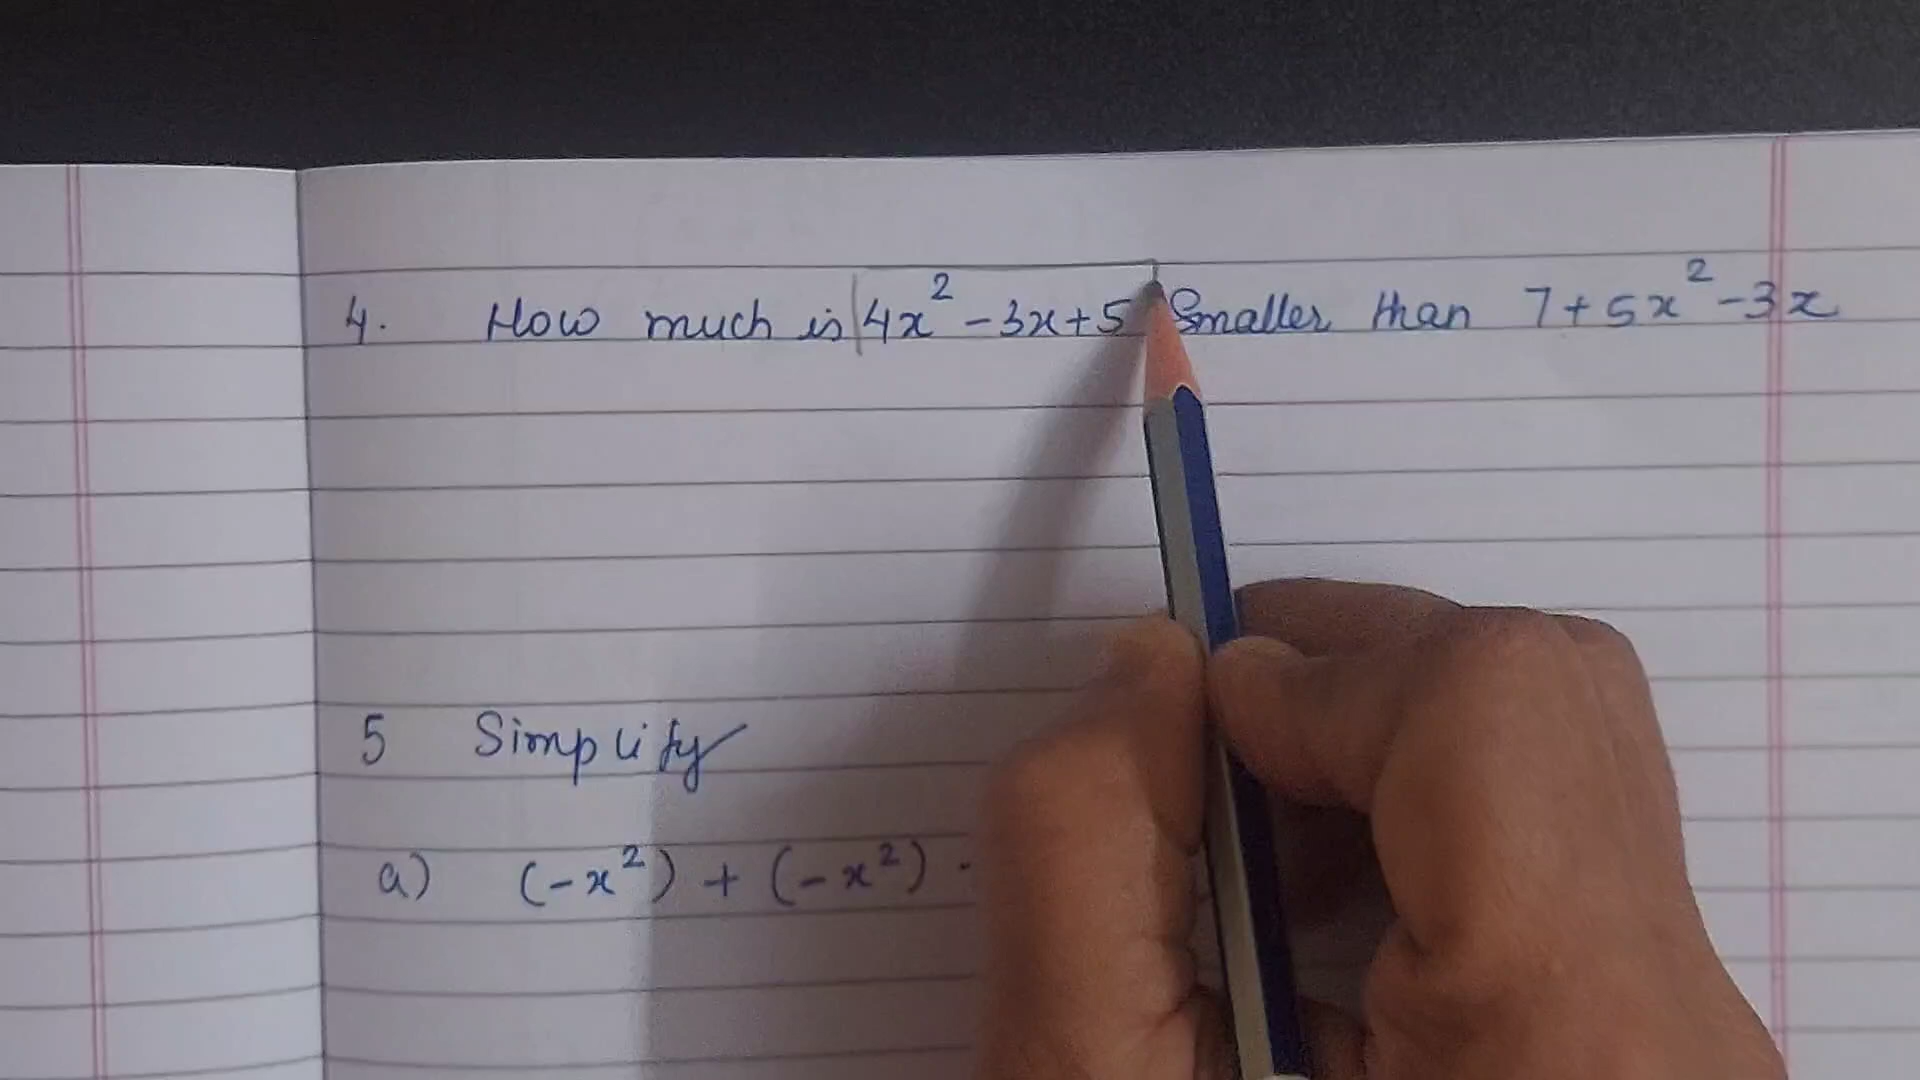 4. How much is 4x² - 3x + 5 Smaller than 7 + 5x² - 3x
5 Simplify
a) (-x²) + (-x²)